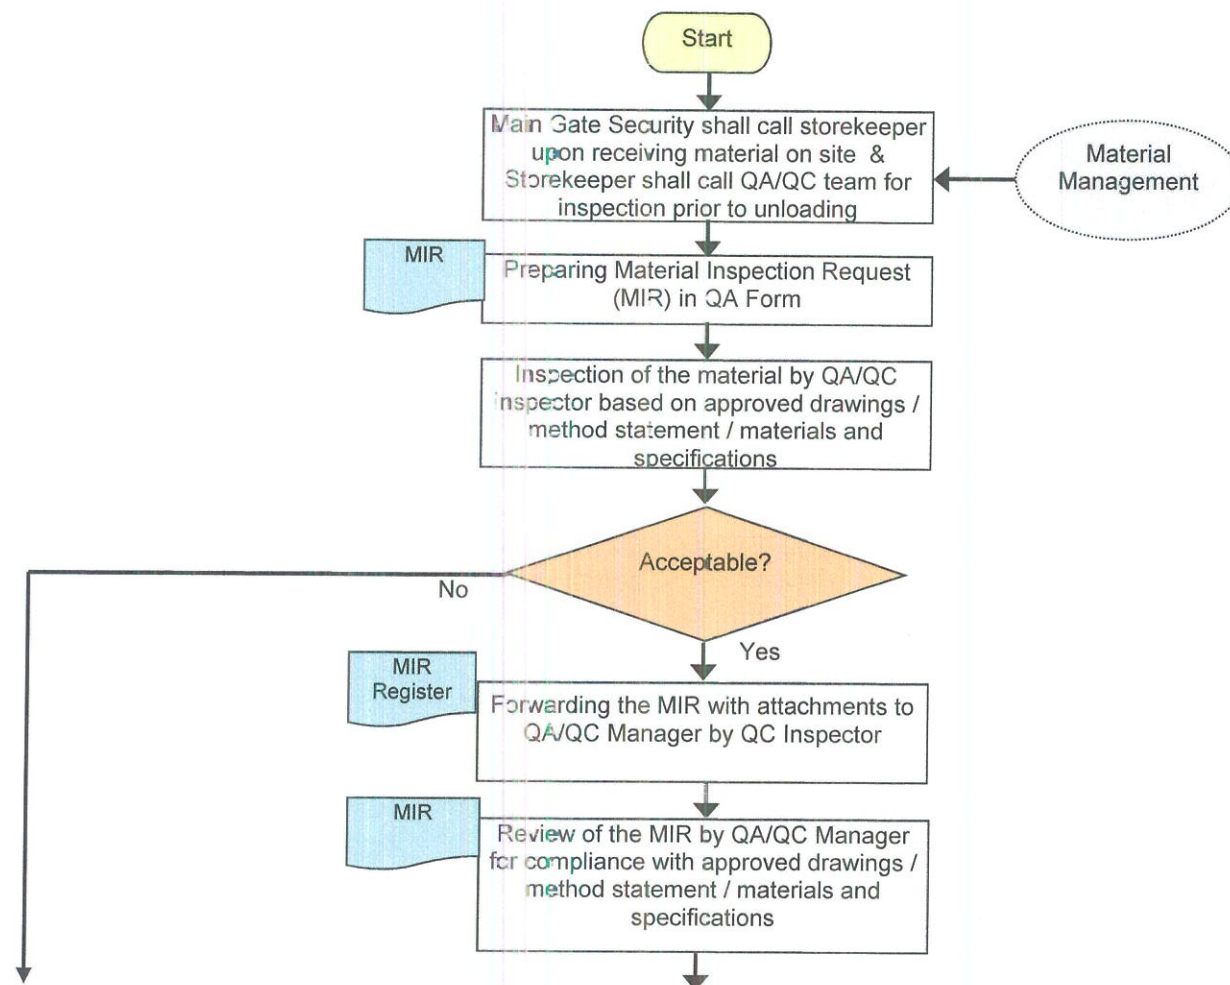 Start
Main Gate Security shall call storekeeper
upon receiving material on site &
Storekeeper shall call QA/QC team for
inspection prior to unloading
Material
Management
MIR
Preparing Material Inspection Request
(MIR) in QA Form
Inspection of the material by QA/QC
inspector based on approved drawings /
method statement / materials and
specifications
Acceptable?
No
Yes
MIR
Register
Forwarding the MIR with attachments to
QA/QC Manager by QC Inspector
MIR
Review of the MIR by QA/QC Manager
for compliance with approved drawings /
method statement / materials and
specifications